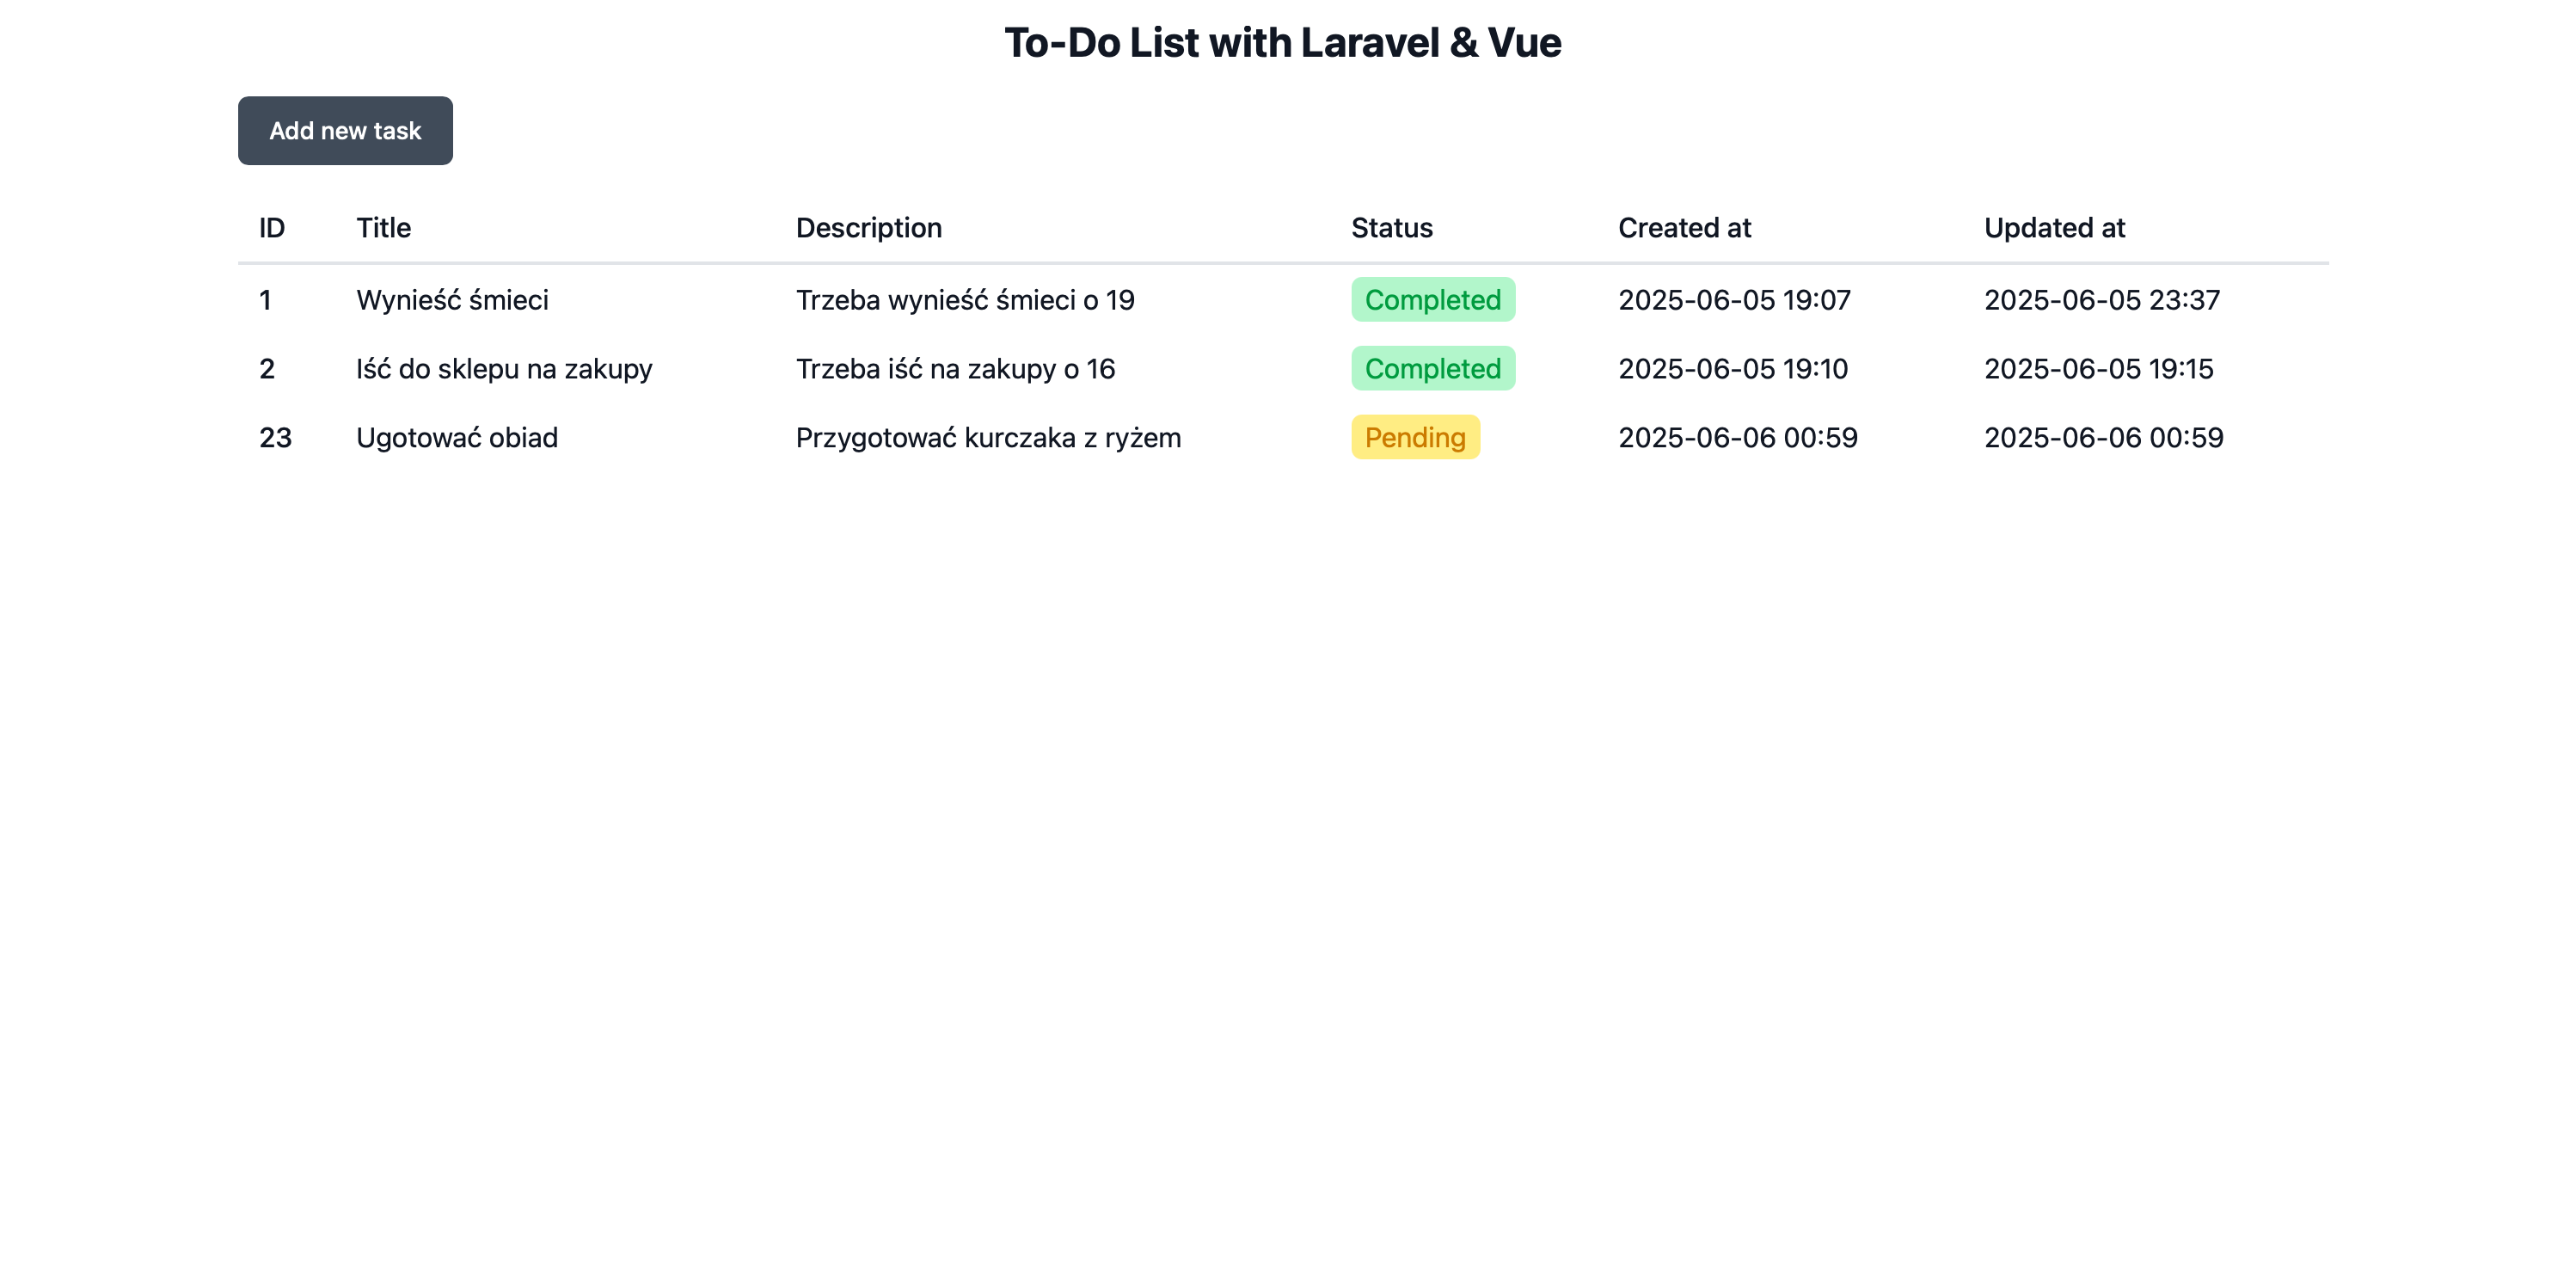 To-Do List with Laravel & Vue
Add new task
ID Title Description Status Created at Updated at
1 Wynieść śmieci Trzeba wynieść śmieci o 19 Completed 2025-06-05 19:07 2025-06-05 23:37
2 Iść do sklepu na zakupy Trzeba iść na zakupy o 16 Completed 2025-06-05 19:10 2025-06-05 19:15
23 Ugotować obiad Przygotować kurczaka z ryżem Pending 2025-06-06 00:59 2025-06-06 00:59